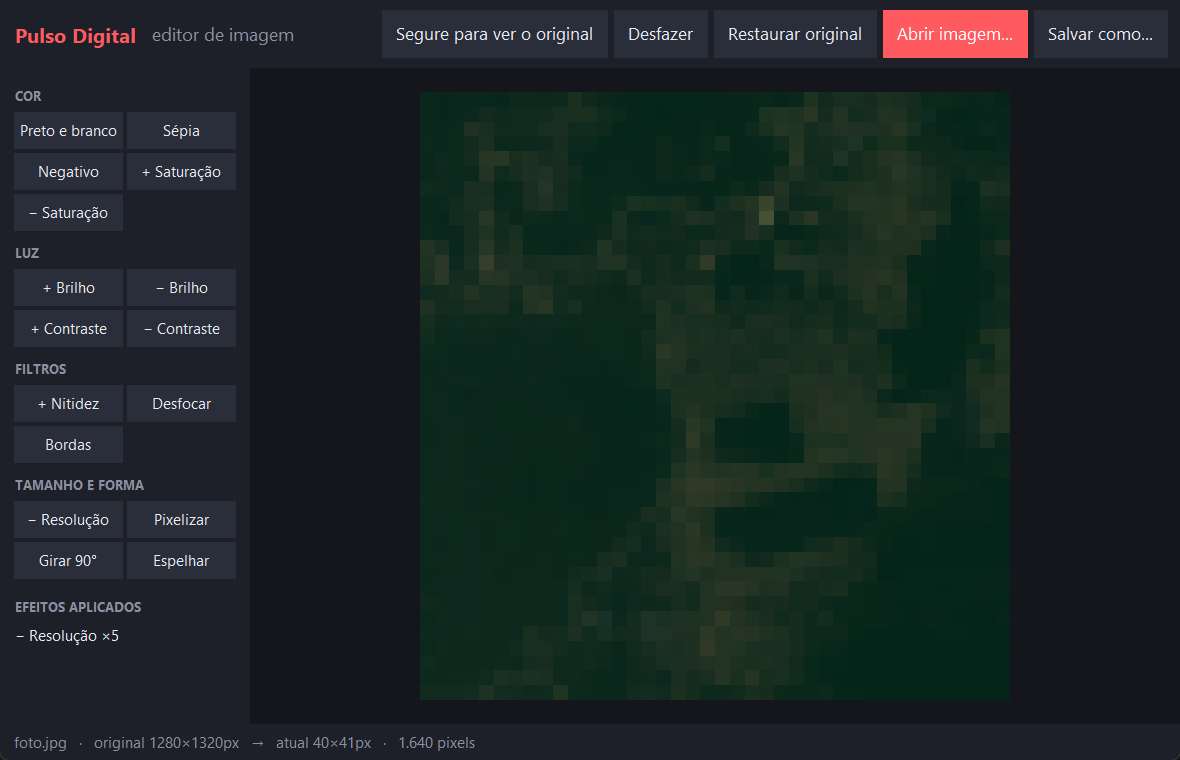 Pulso Digital editor de imagem Segure para ver o original Desfazer Restaurar original Abrir imagem... Salvar como...
COR
Preto e branco Sépia
Negativo + Saturação
− Saturação
LUZ
+ Brilho − Brilho
+ Contraste − Contraste
FILTROS
+ Nitidez Desfocar
Bordas
TAMANHO E FORMA
− Resolução Pixelizar
Girar 90° Espelhar
EFEITOS APLICADOS
− Resolução ×5
foto.jpg · original 1280×1320px → atual 40×41px · 1.640 pixels